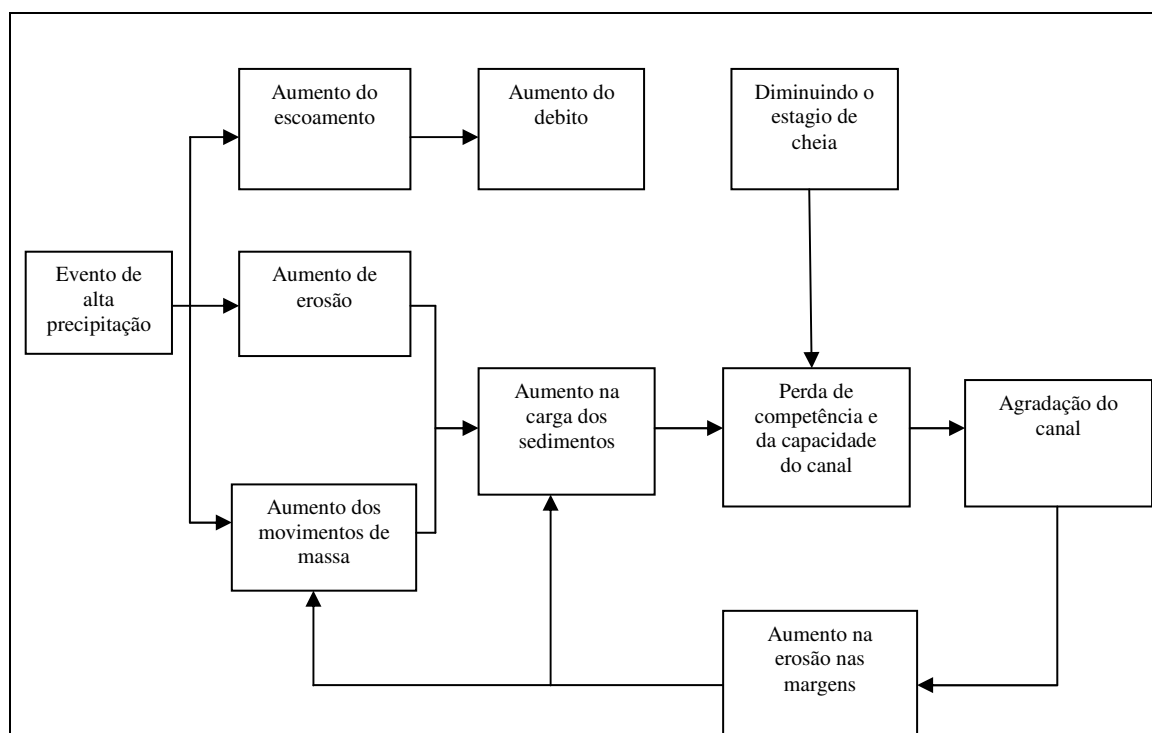 Aumento do
escoamento
Aumento do
debito
Diminuindo o
estagio de
cheia
Evento de
alta
precipitação
Aumento de
erosão
Aumento na
carga dos
sedimentos
Perda de
competência e
da capacidade
do canal
Agradação do
canal
Aumento dos
movimentos de
massa
Aumento na
erosão nas
margens